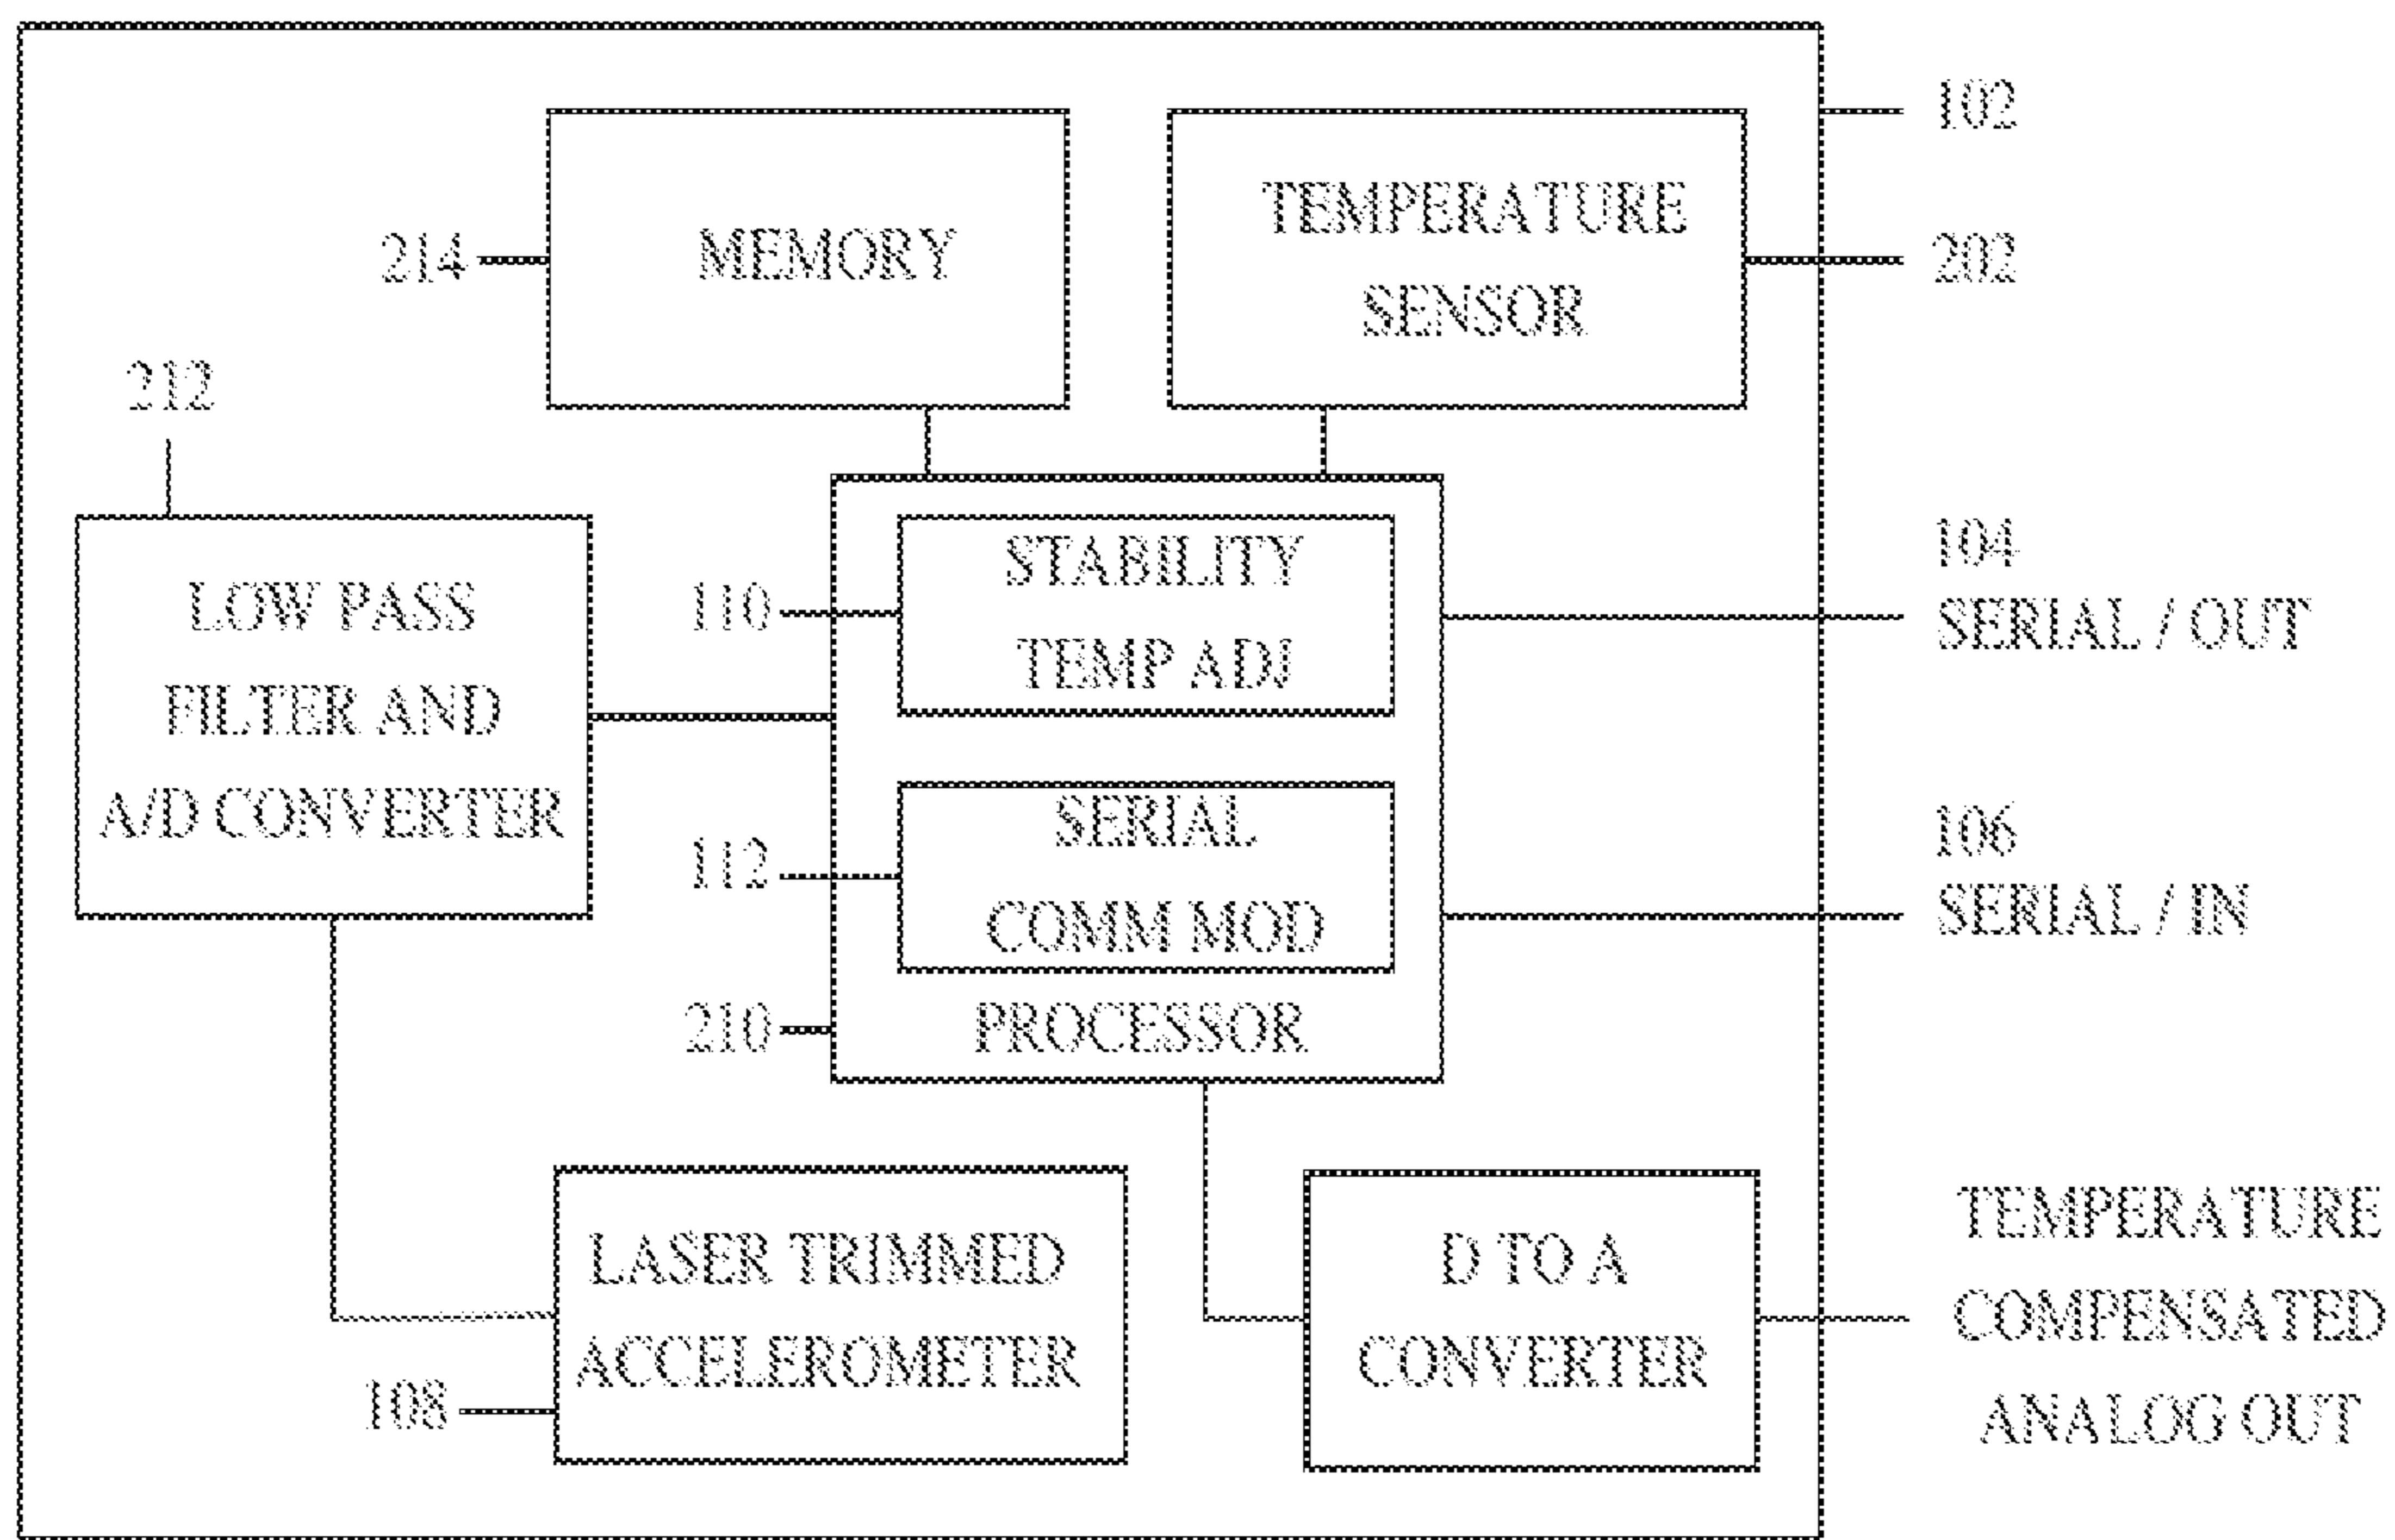 102
MEMORY
214
TEMPERATURE
SENSOR
202
212
LOW PASS
FILTER AND
A/D CONVERTER
110
STABILITY
TEMP ADJ
104
SERIAL / OUT
112
SERIAL
COMM MOD
106
SERIAL / IN
210
PROCESSOR
LASER TRIMMED
ACCELEROMETER
108
D TO A
CONVERTER
TEMPERATURE
COMPENSATED
ANALOG OUT